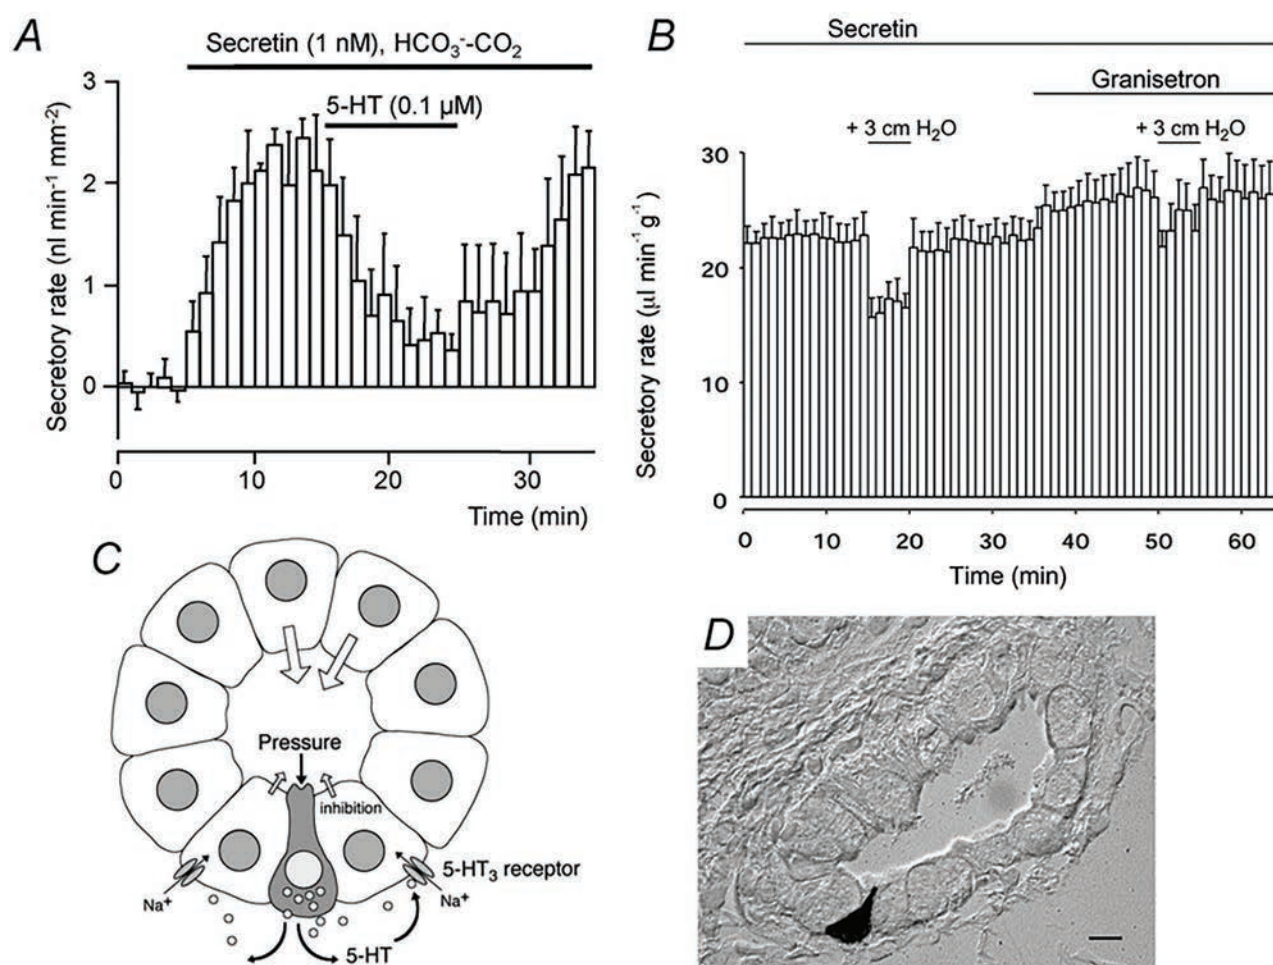 A
Secretin (1 nM), HCO₃⁻-CO₂
5-HT (0.1 µM)
3
2
1
0
Secretory rate (nl min⁻¹ mm⁻²)
0 10 20 30
Time (min)
B
Secretin
Granisetron
+ 3 cm H₂O + 3 cm H₂O
30
20
10
0
Secretory rate (µl min⁻¹ g⁻¹)
0 10 20 30 40 50 60
Time (min)
C
Pressure
inhibition
5-HT₃ receptor
Na⁺ Na⁺
5-HT
D